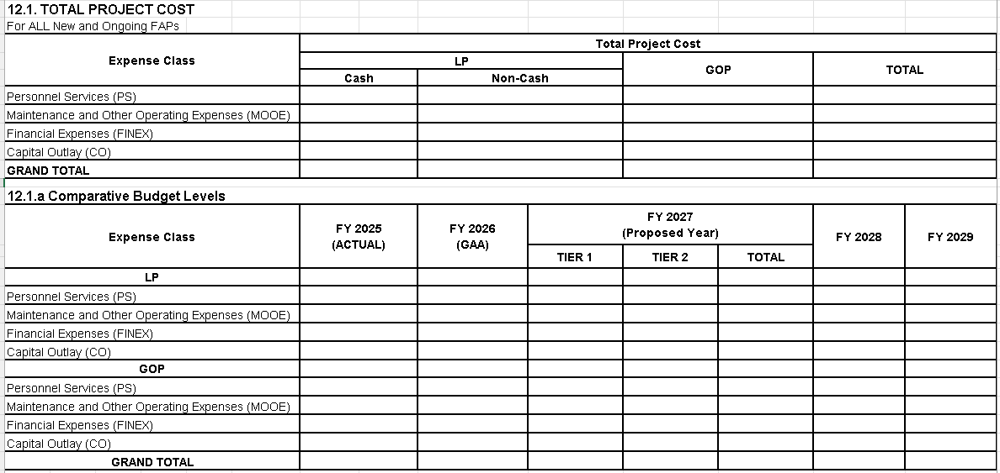 12.1. TOTAL PROJECT COST
For ALL New and Ongoing FAPs
Expense Class
Total Project Cost
LP
GOP
TOTAL
Cash
Non-Cash
Personnel Services (PS)
Maintenance and Other Operating Expenses (MOOE)
Financial Expenses (FINEX)
Capital Outlay (CO)
GRAND TOTAL
12.1.a Comparative Budget Levels
Expense Class
FY 2025
(ACTUAL)
FY 2026
(GAA)
FY 2027
(Proposed Year)
TIER 1
TIER 2
TOTAL
FY 2028
FY 2029
LP
Personnel Services (PS)
Maintenance and Other Operating Expenses (MOOE)
Financial Expenses (FINEX)
Capital Outlay (CO)
GOP
Personnel Services (PS)
Maintenance and Other Operating Expenses (MOOE)
Financial Expenses (FINEX)
Capital Outlay (CO)
GRAND TOTAL